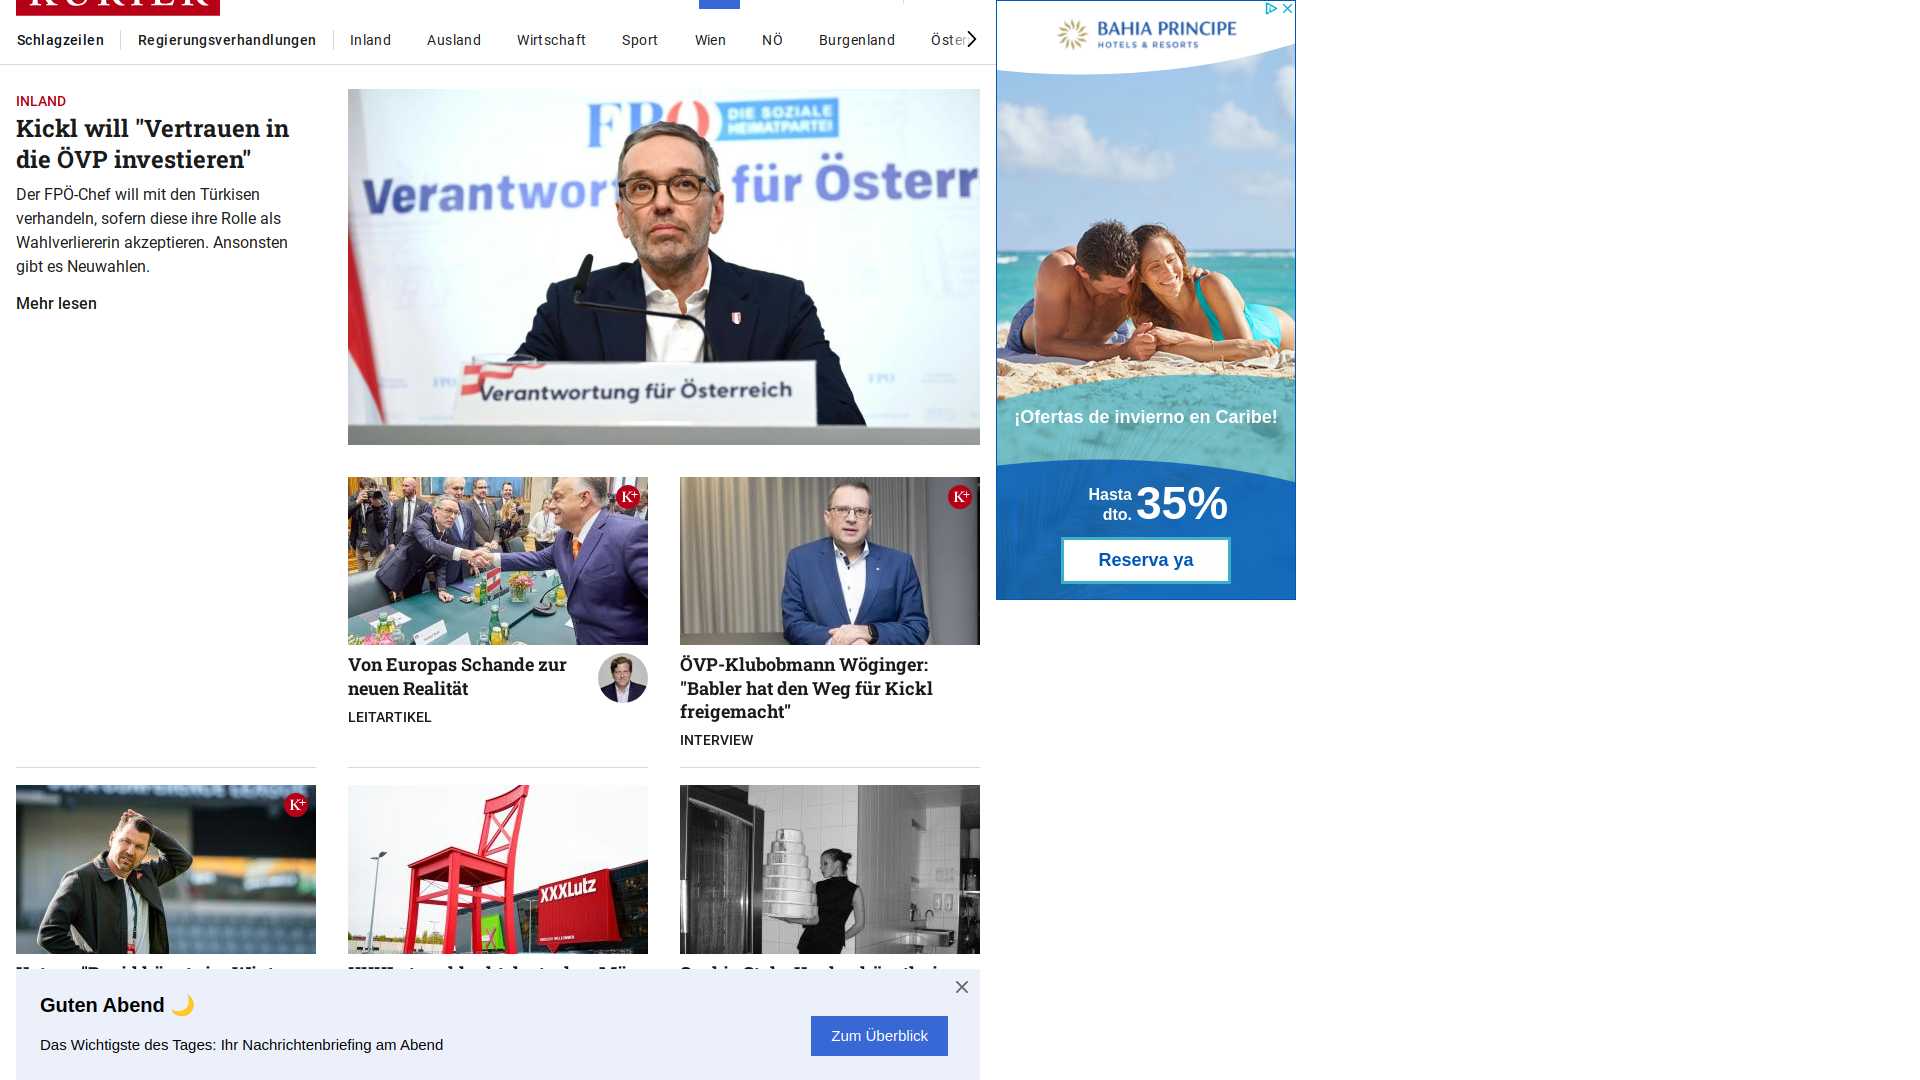 KURIER
Schlagzeilen
Regierungsverhandlungen
Inland
Ausland
Wirtschaft
Sport
Wien
NÖ
Burgenland
Öster
INLAND
Kickl will "Vertrauen in
die ÖVP investieren"
Der FPÖ-Chef will mit den Türkisen
verhandeln, sofern diese ihre Rolle als
Wahlverliererin akzeptieren. Ansonsten
gibt es Neuwahlen.
Mehr lesen
FPÖ
DIE SOZIALE
HEIMATPARTEI
Verantwor für Österr
Verantwortung für Österreich
FPÖ
K+
Von Europas Schande zur
neuen Realität
LEITARTIKEL
K+
ÖVP-Klubobmann Wöginger:
"Babler hat den Weg für Kickl
freigemacht"
INTERVIEW
K+
XXXLutz
Guten Abend 🌙
Das Wichtigste des Tages: Ihr Nachrichtenbriefing am Abend
Zum Überblick
BAHIA PRINCIPE
HOTELS & RESORTS
¡Ofertas de invierno en Caribe!
Hasta
dto. 35%
Reserva ya